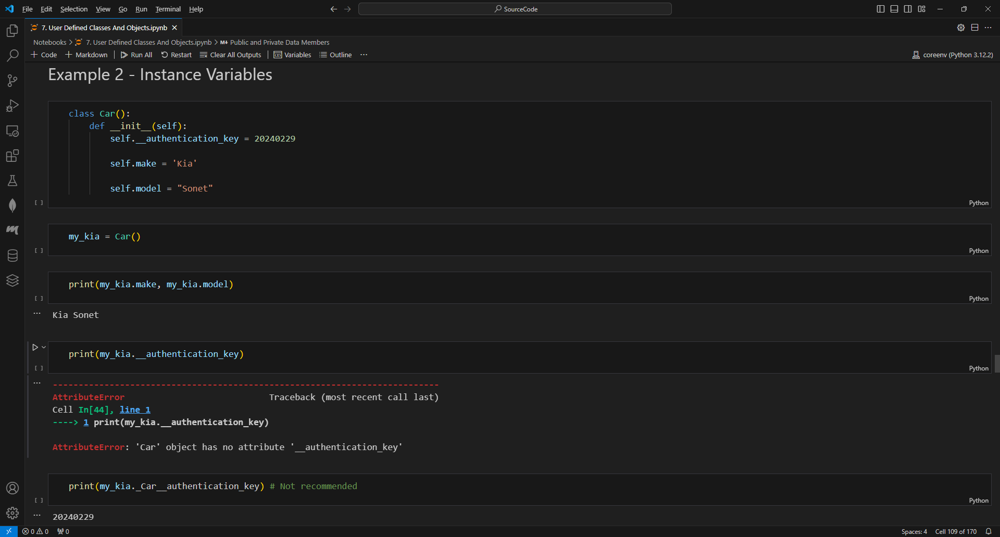 File Edit Selection View Go Run Terminal Help
SourceCode
7. User Defined Classes And Objects.ipynb
Notebooks > 7. User Defined Classes And Objects.ipynb > M↓ Public and Private Data Members
+ Code + Markdown | Run All Restart Clear All Outputs | Variables Outline ...
coreenv (Python 3.12.2)
Example 2 - Instance Variables
class Car():
    def __init__(self):
        self.__authentication_key = 20240229
        self.make = 'Kia'
        self.model = "Sonet"
[ ]
Python
my_kia = Car()
[ ]
Python
print(my_kia.make, my_kia.model)
[ ]
Python
... Kia Sonet
print(my_kia.__authentication_key)
[ ]
Python
... ---------------------------------------------------------------------------
AttributeError                            Traceback (most recent call last)
Cell In[44], line 1
----> 1 print(my_kia.__authentication_key)
AttributeError: 'Car' object has no attribute '__authentication_key'
print(my_kia._Car__authentication_key) # Not recommended
[ ]
Python
... 20240229
0 0 0
Spaces: 4 Cell 109 of 170